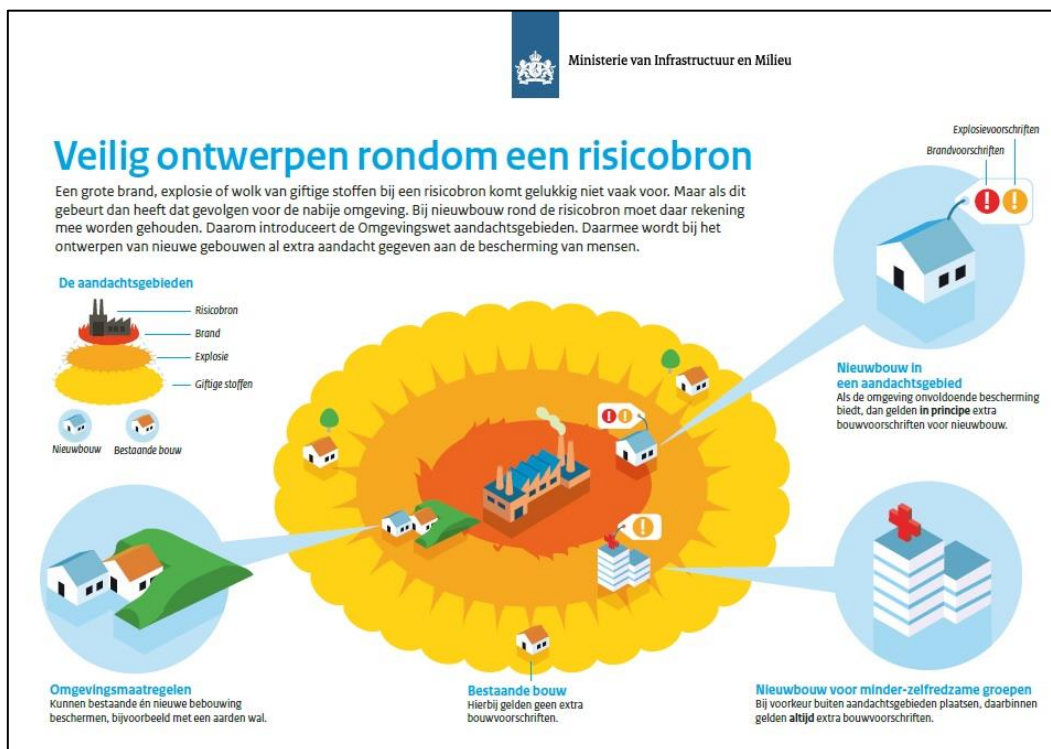 Ministerie van Infrastructuur en Milieu
Veilig ontwerpen rondom een risicobron
Een grote brand, explosie of wolk van giftige stoffen bij een risicobron komt gelukkig niet vaak voor. Maar als dit
gebeurt dan heeft dat gevolgen voor de nabije omgeving. Bij nieuwbouw rond de risicobron moet daar rekening
mee worden gehouden. Daarom introduceert de Omgevingswet aandachtsgebieden. Daarmee wordt bij het
ontwerpen van nieuwe gebouwen al extra aandacht gegeven aan de bescherming van mensen.
Explosievoorschriften
Brandvoorschriften
! !
De aandachtsgebieden
Risicobron
Brand
Explosie
Giftige stoffen
Nieuwbouw
Bestaande bouw
! !
!
Nieuwbouw in
een aandachtsgebied
Als de omgeving onvoldoende bescherming
biedt, dan gelden in principe extra
bouwvoorschriften voor nieuwbouw.
Omgevingsmaatregelen
Kunnen bestaande én nieuwe bebouwing
beschermen, bijvoorbeeld met een aarden wal.
Bestaande bouw
Hierbij gelden geen extra
bouwvoorschriften.
Nieuwbouw voor minder-zelfredzame groepen
Bij voorkeur buiten aandachtsgebieden plaatsen, daarbinnen
gelden altijd extra bouwvoorschriften.